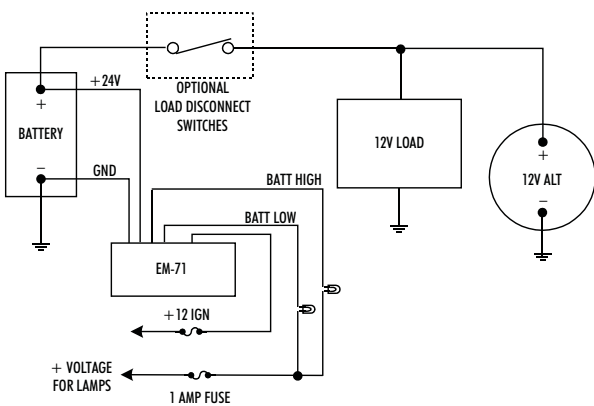 OPTIONAL
LOAD DISCONNECT
SWITCHES
+24V
+
BATTERY
−
GND
12V LOAD
+
12V ALT
−
BATT HIGH
BATT LOW
EM-71
+12 IGN
+ VOLTAGE
FOR LAMPS
1 AMP FUSE